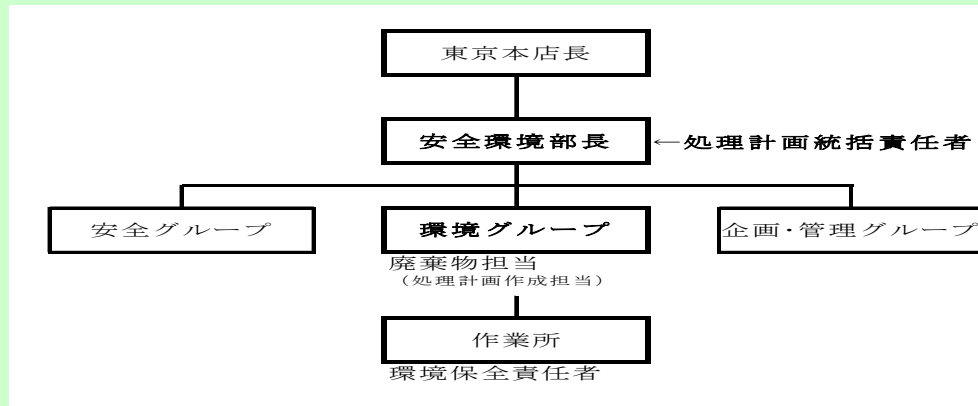 東京本店長
安全環境部長
←処理計画統括責任者
安全グループ
環境グループ
企画･管理グループ
廃棄物担当
（処理計画作成担当）
作業所
環境保全責任者